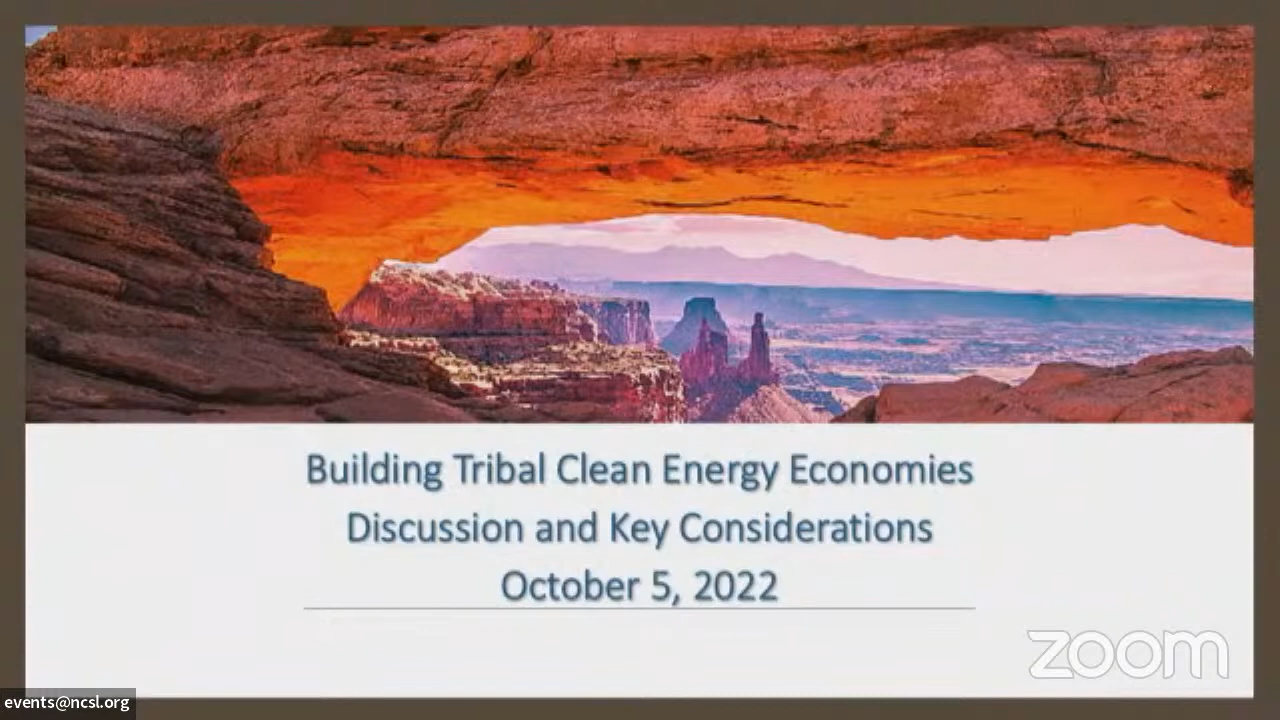 Building Tribal Clean Energy Economies
Discussion and Key Considerations
October 5, 2022
zoom
events@ncsl.org